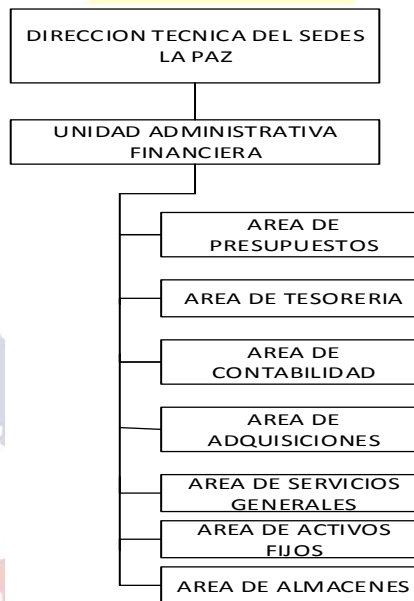 DIRECCION TECNICA DEL SEDES
LA PAZ
UNIDAD ADMINISTRATIVA
FINANCIERA
AREA DE
PRESUPUESTOS
AREA DE TESORERIA
AREA DE
CONTABILIDAD
AREA DE
ADQUISICIONES
AREA DE SERVICIOS
GENERALES
AREA DE ACTIVOS
FIJOS
AREA DE ALMACENES